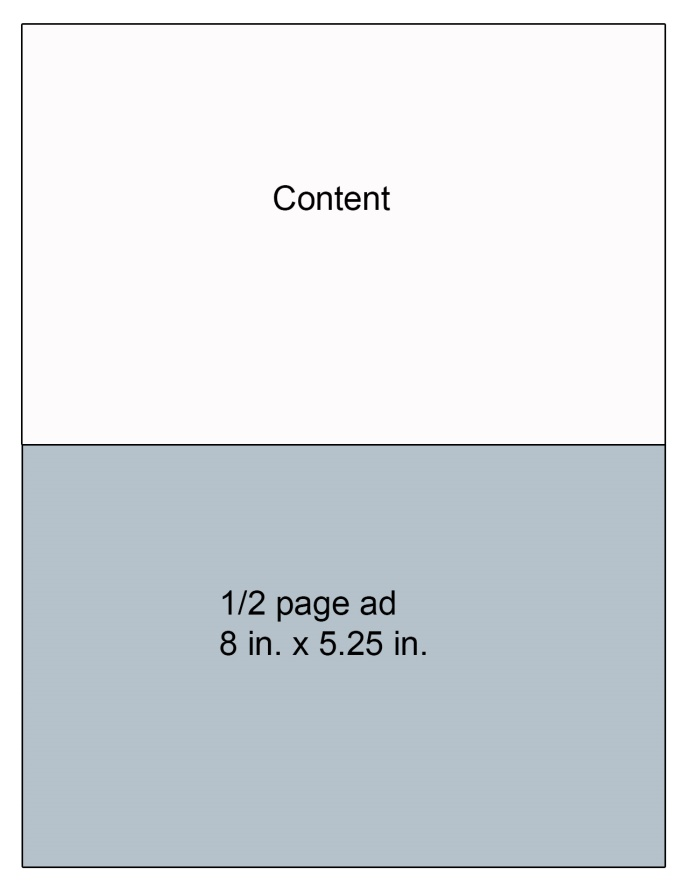 Content
1/2 page ad
8 in. x 5.25 in.